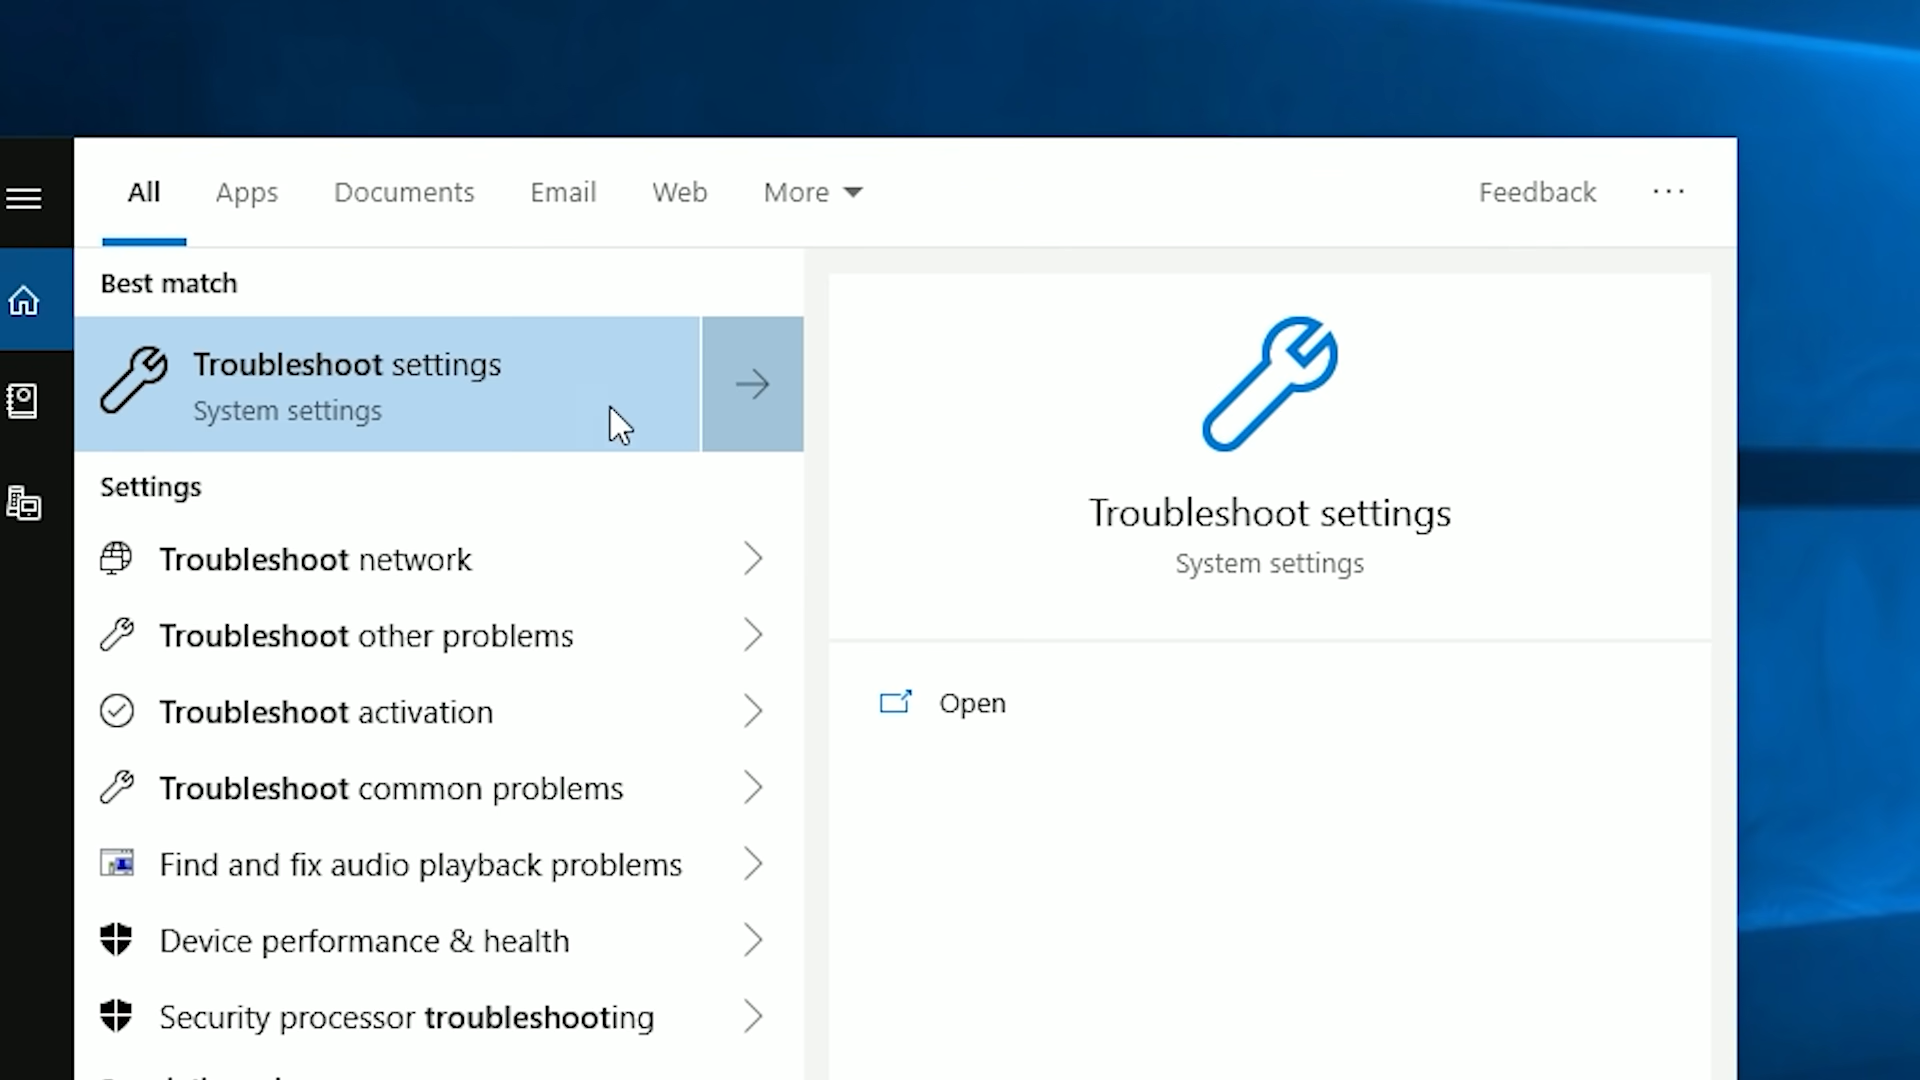 All Apps Documents Email Web More Feedback ...
Best match
Troubleshoot settings
System settings
Settings
Troubleshoot network
Troubleshoot other problems
Troubleshoot activation
Troubleshoot common problems
Find and fix audio playback problems
Device performance & health
Security processor troubleshooting
Troubleshoot settings
System settings
Open